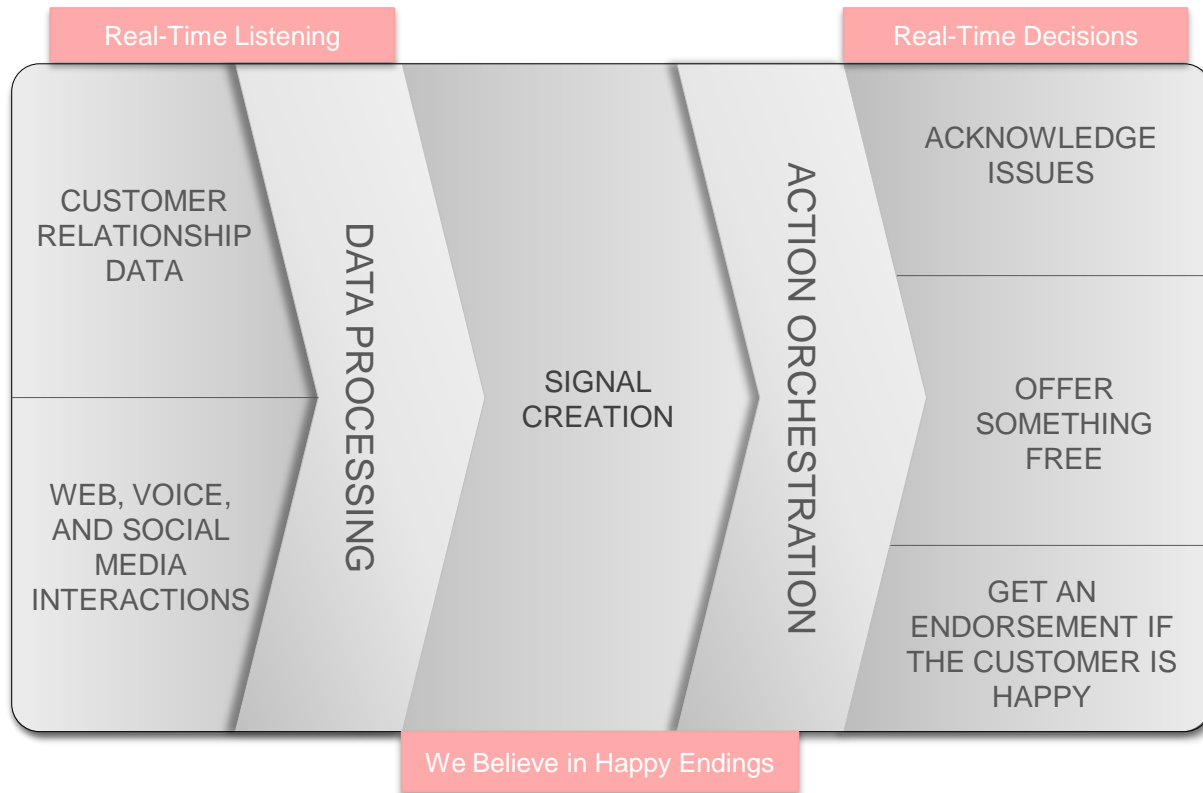 Real-Time Listening
Real-Time Decisions
CUSTOMER
RELATIONSHIP
DATA
WEB, VOICE,
AND SOCIAL
MEDIA
INTERACTIONS
DATA PROCESSING
SIGNAL
CREATION
ACTION ORCHESTRATION
ACKNOWLEDGE
ISSUES
OFFER
SOMETHING
FREE
GET AN
ENDORSEMENT IF
THE CUSTOMER IS
HAPPY
We Believe in Happy Endings